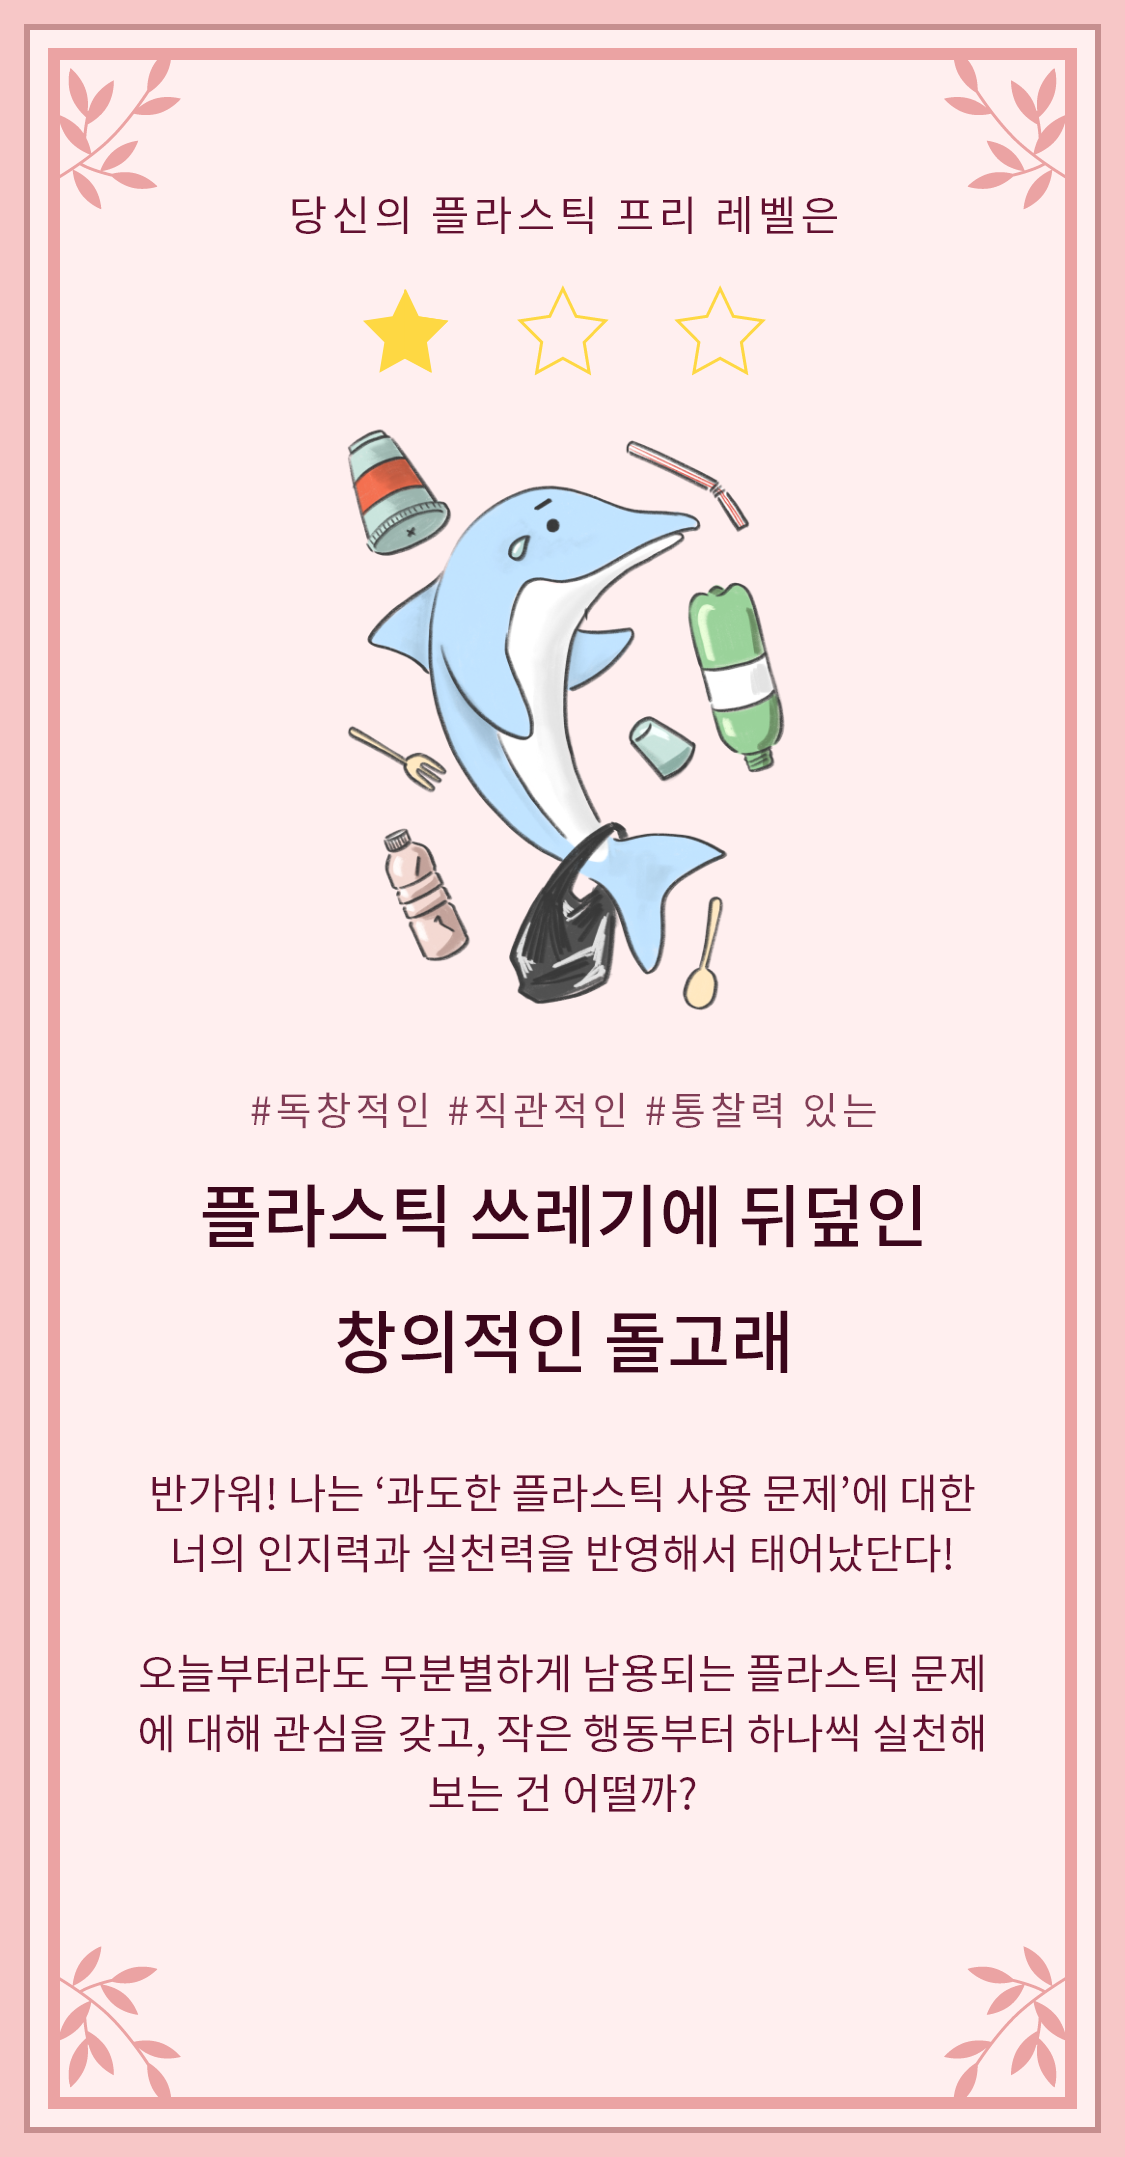 당신의 플라스틱 프리 레벨은
#독창적인 #직관적인 #통찰력 있는
플라스틱 쓰레기에 뒤덮인
창의적인 돌고래
반가워! 나는 ‘과도한 플라스틱 사용 문제’에 대한
너의 인지력과 실천력을 반영해서 태어났단다!
오늘부터라도 무분별하게 남용되는 플라스틱 문제
에 대해 관심을 갖고, 작은 행동부터 하나씩 실천해
보는 건 어떨까?